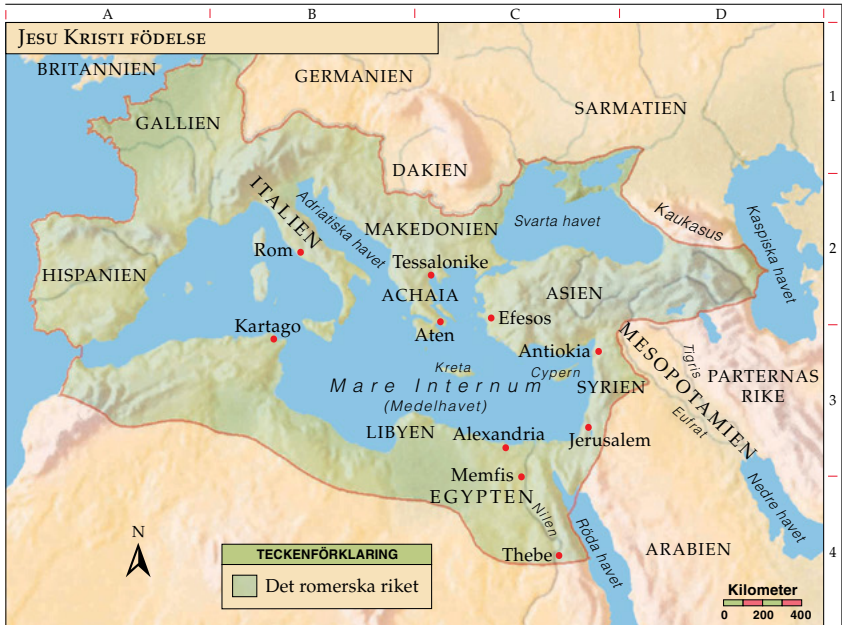 A B C D
JESU KRISTI FÖDELSE
BRITANNIEN
GERMANIEN
1
SARMATIEN
GALLIEN
DAKIEN
ITALIEN
Adriatiska havet
MAKEDONIEN
Svarta havet
Kaukasus
Kaspiska havet
2
Rom
Tessalonike
HISPANIEN
ACHAIA
ASIEN
Kartago
Aten
Efesos
Antiokia
MESOPOTAMIEN
Tigris
Kreta
Cypern
SYRIEN
PARTERNAS
RIKE
3
Mare Internum
(Medelhavet)
Eufrat
LIBYEN
Alexandria
Jerusalem
Memfis
EGYPTEN
Nilen
Röda havet
Nedre havet
N
Thebe
ARABIEN
4
TECKENFÖRKLARING
Det romerska riket
Kilometer
0 200 400